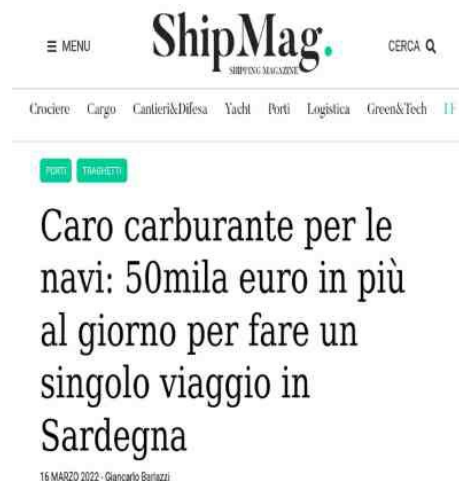 ≡ MENU
ShipMag.
SHIPPING MAGAZINE
CERCA
Crociere Cargo Cantieri&Difesa Yacht Porti Logistica Green&Tech
PORTI TRAGHETTI
Caro carburante per le
navi: 50mila euro in più
al giorno per fare un
singolo viaggio in
Sardegna
16 MARZO 2022 - Giancarlo Barlazzi